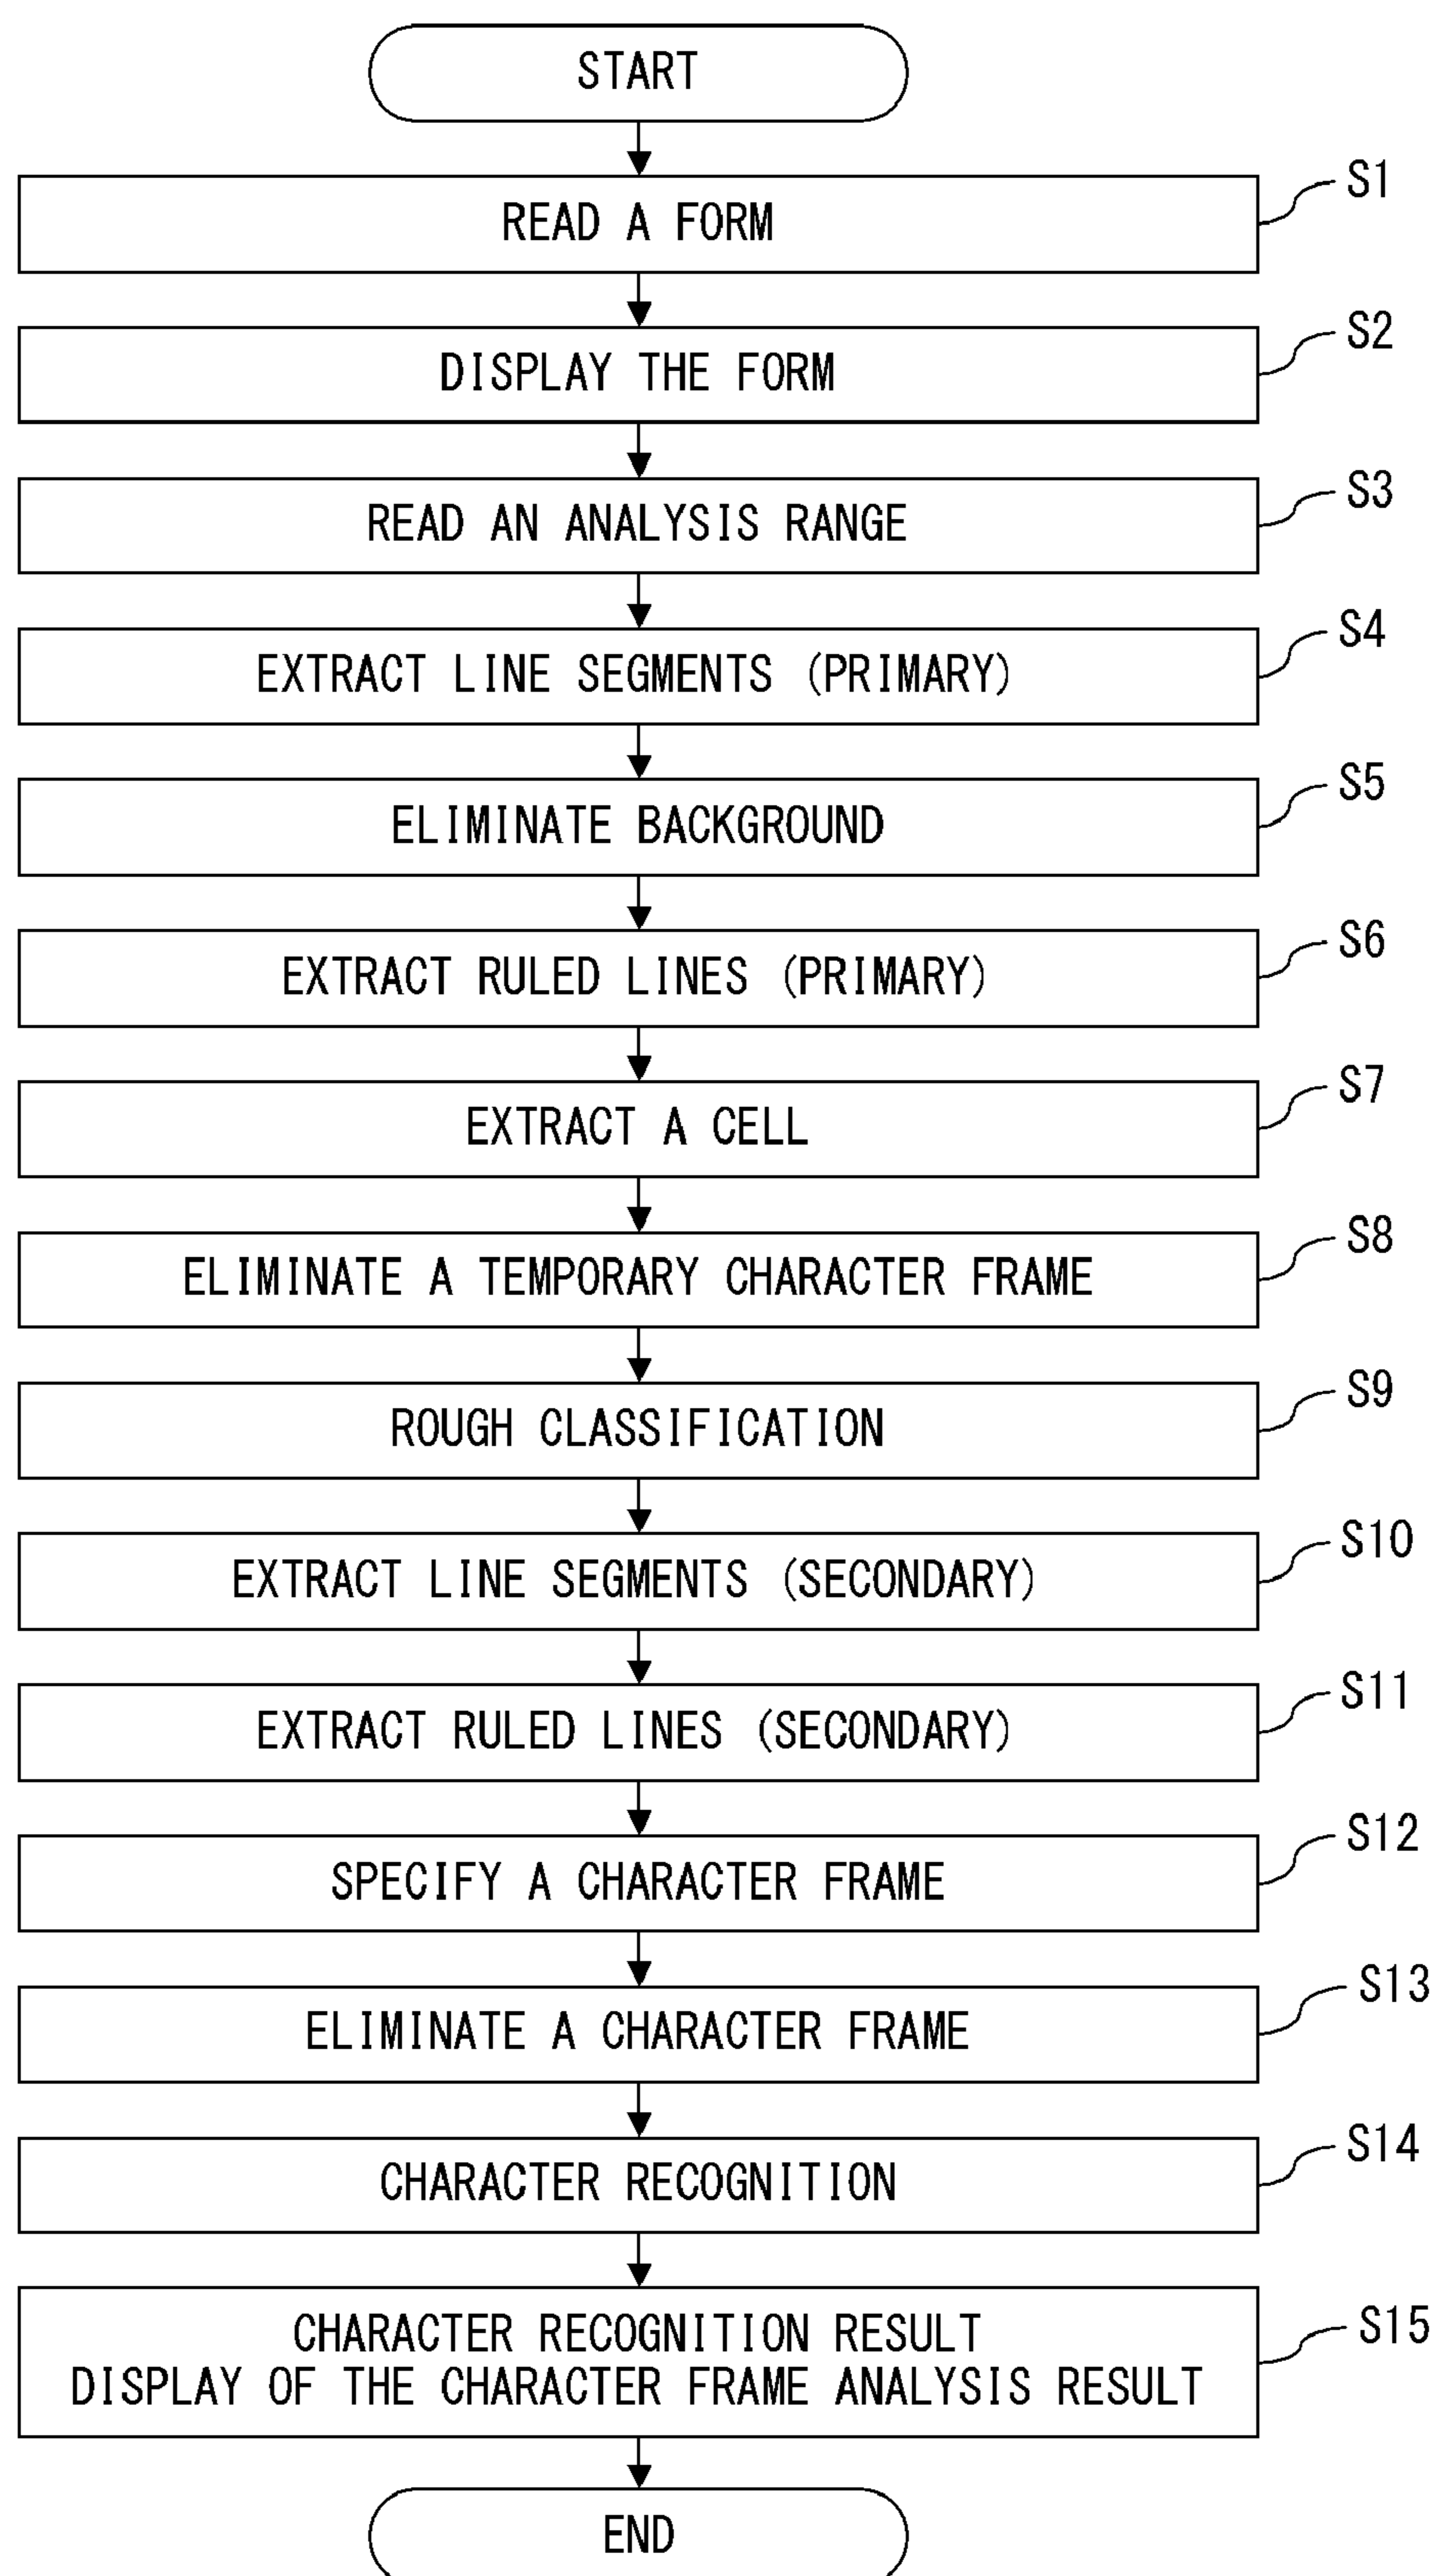 START
READ A FORM
S1
DISPLAY THE FORM
S2
READ AN ANALYSIS RANGE
S3
EXTRACT LINE SEGMENTS (PRIMARY)
S4
ELIMINATE BACKGROUND
S5
EXTRACT RULED LINES (PRIMARY)
S6
EXTRACT A CELL
S7
ELIMINATE A TEMPORARY CHARACTER FRAME
S8
ROUGH CLASSIFICATION
S9
EXTRACT LINE SEGMENTS (SECONDARY)
S10
EXTRACT RULED LINES (SECONDARY)
S11
SPECIFY A CHARACTER FRAME
S12
ELIMINATE A CHARACTER FRAME
S13
CHARACTER RECOGNITION
S14
CHARACTER RECOGNITION RESULT
DISPLAY OF THE CHARACTER FRAME ANALYSIS RESULT
S15
END